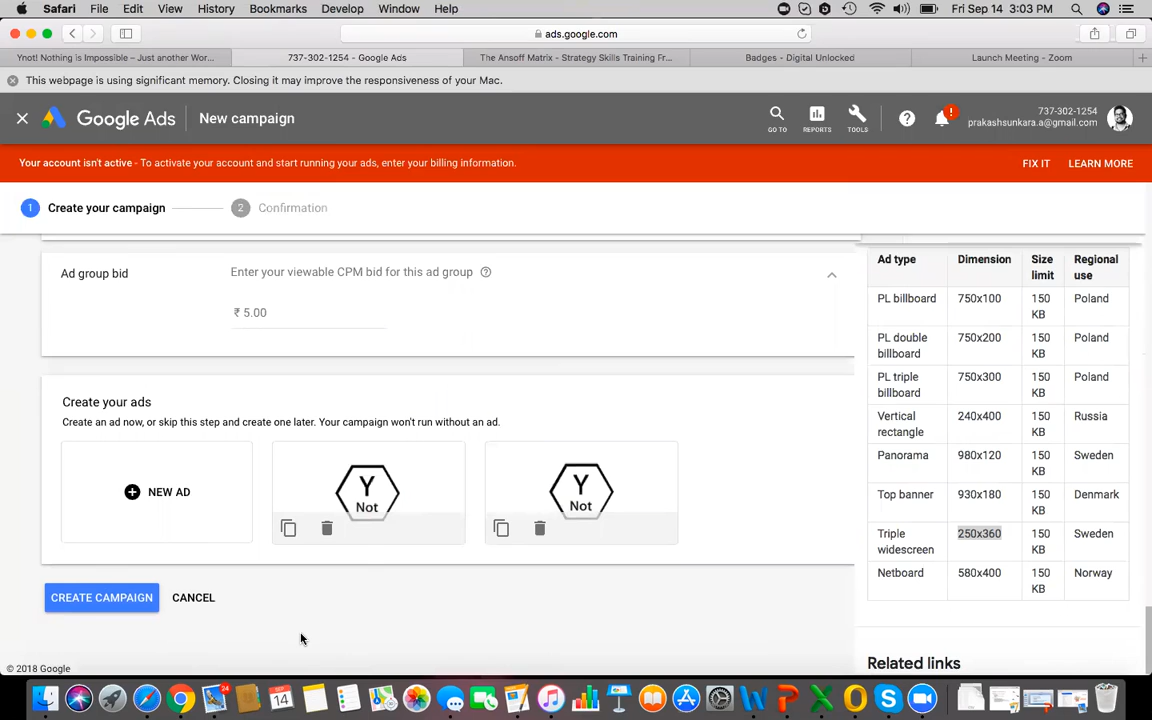 Safari File Edit View History Bookmarks Develop Window Help Fri Sep 14 3:03 PM
ads.google.com
Ynot! Nothing is Impossible – Just another Wor... 737-302-1254 - Google Ads The Ansoff Matrix - Strategy Skills Training Fr... Badges - Digital Unlocked Launch Meeting - Zoom
This webpage is using significant memory. Closing it may improve the responsiveness of your Mac.
Google Ads New campaign
GO TO REPORTS TOOLS
737-302-1254
prakashsunkara.a@gmail.com
Your account isn't active - To activate your account and start running your ads, enter your billing information. FIX IT LEARN MORE
1 Create your campaign 2 Confirmation
Ad group bid
Enter your viewable CPM bid for this ad group
₹ 5.00
Create your ads
Create an ad now, or skip this step and create one later. Your campaign won't run without an ad.
NEW AD
Y
Not
Y
Not
CREATE CAMPAIGN CANCEL
© 2018 Google
Ad type Dimension Size limit Regional use
PL billboard 750x100 150 KB Poland
PL double billboard 750x200 150 KB Poland
PL triple billboard 750x300 150 KB Poland
Vertical rectangle 240x400 150 KB Russia
Panorama 980x120 150 KB Sweden
Top banner 930x180 150 KB Denmark
Triple widescreen 250x360 150 KB Sweden
Netboard 580x400 150 KB Norway
Related links